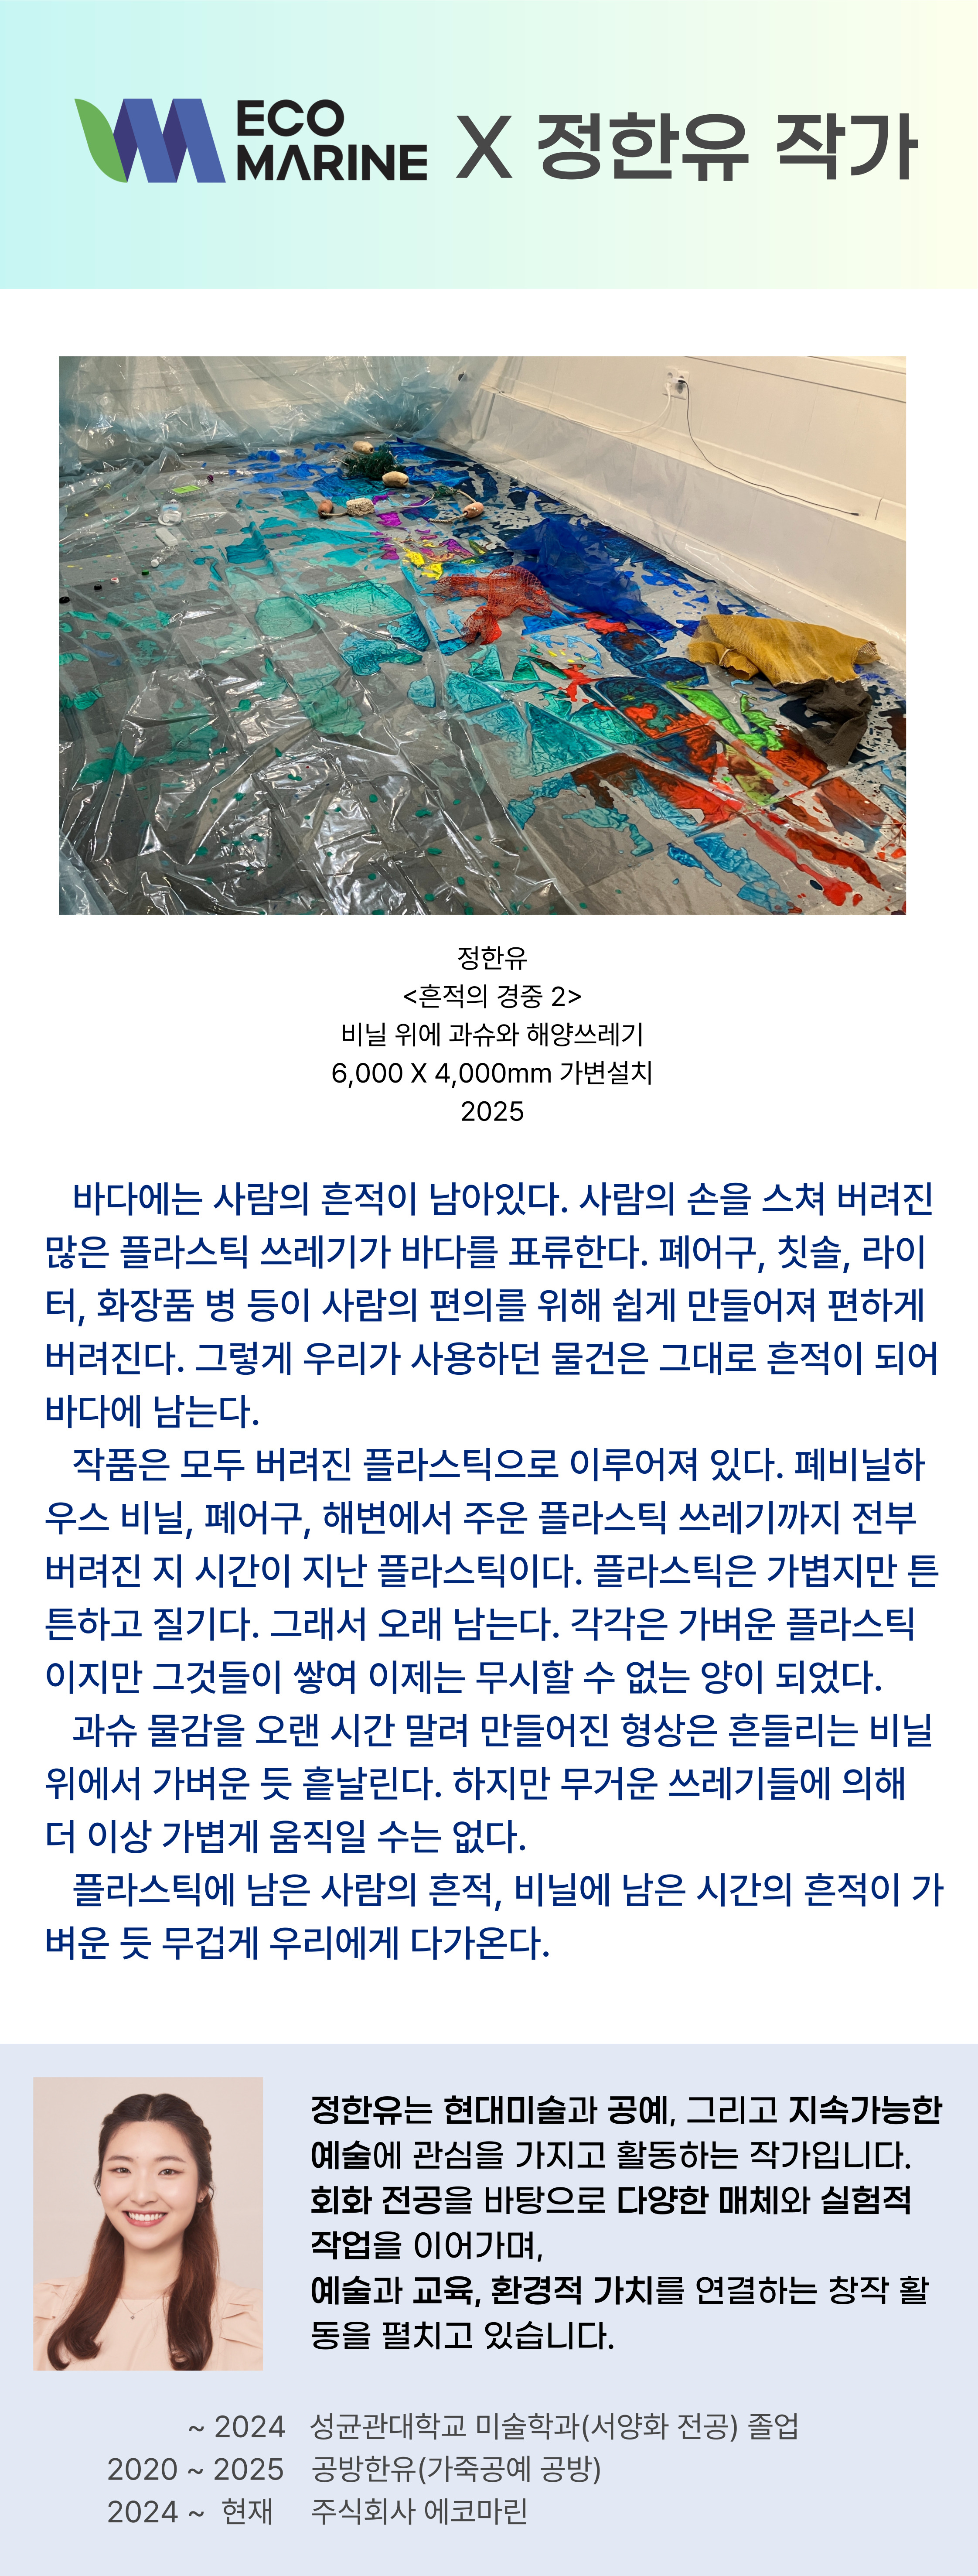 ECO
MARINE X 정한유 작가
정한유
<흔적의 경중 2>
비닐 위에 과슈와 해양쓰레기
6,000 X 4,000mm 가변설치
2025
바다에는 사람의 흔적이 남아있다. 사람의 손을 스쳐 버려진
많은 플라스틱 쓰레기가 바다를 표류한다. 폐어구, 칫솔, 라이
터, 화장품 병 등이 사람의 편의를 위해 쉽게 만들어져 편하게
버려진다. 그렇게 우리가 사용하던 물건은 그대로 흔적이 되어
바다에 남는다.
작품은 모두 버려진 플라스틱으로 이루어져 있다. 폐비닐하
우스 비닐, 폐어구, 해변에서 주운 플라스틱 쓰레기까지 전부
버려진 지 시간이 지난 플라스틱이다. 플라스틱은 가볍지만 튼
튼하고 질기다. 그래서 오래 남는다. 각각은 가벼운 플라스틱
이지만 그것들이 쌓여 이제는 무시할 수 없는 양이 되었다.
과슈 물감을 오랜 시간 말려 만들어진 형상은 흔들리는 비닐
위에서 가벼운 듯 흩날린다. 하지만 무거운 쓰레기들에 의해
더 이상 가볍게 움직일 수는 없다.
플라스틱에 남은 사람의 흔적, 비닐에 남은 시간의 흔적이 가
벼운 듯 무겁게 우리에게 다가온다.
정한유는 현대미술과 공예, 그리고 지속가능한
예술에 관심을 가지고 활동하는 작가입니다.
회화 전공을 바탕으로 다양한 매체와 실험적
작업을 이어가며,
예술과 교육, 환경적 가치를 연결하는 창작 활
동을 펼치고 있습니다.
~ 2024 성균관대학교 미술학과(서양화 전공) 졸업
2020 ~ 2025 공방한유(가죽공예 공방)
2024 ~ 현재 주식회사 에코마린